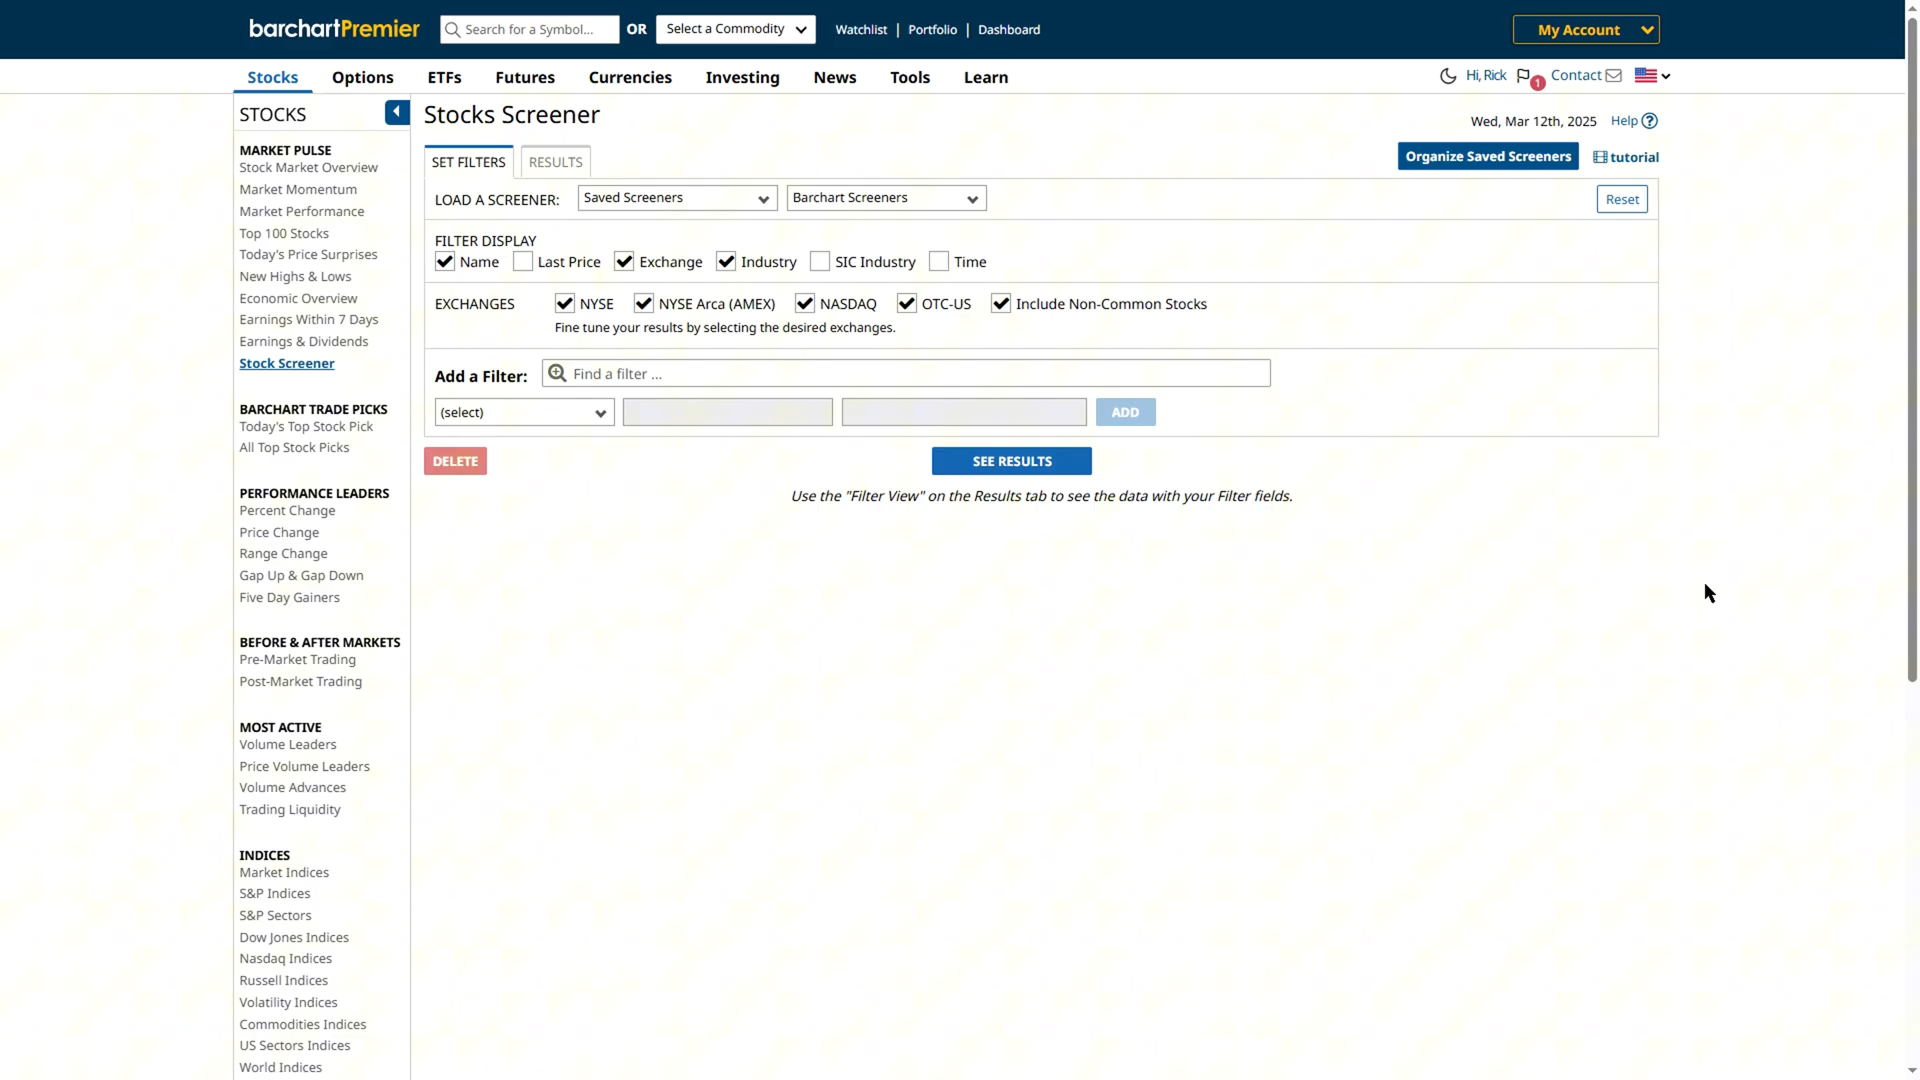 barchartPremier
Search for a Symbol...
OR
Select a Commodity
Watchlist | Portfolio | Dashboard
My Account
Stocks Options ETFs Futures Currencies Investing News Tools Learn
Hi, Rick
1
Contact
STOCKS
MARKET PULSE
Stock Market Overview
Market Momentum
Market Performance
Top 100 Stocks
Today's Price Surprises
New Highs & Lows
Economic Overview
Earnings Within 7 Days
Earnings & Dividends
Stock Screener
BARCHART TRADE PICKS
Today's Top Stock Pick
All Top Stock Picks
PERFORMANCE LEADERS
Percent Change
Price Change
Range Change
Gap Up & Gap Down
Five Day Gainers
BEFORE & AFTER MARKETS
Pre-Market Trading
Post-Market Trading
MOST ACTIVE
Volume Leaders
Price Volume Leaders
Volume Advances
Trading Liquidity
INDICES
Market Indices
S&P Indices
S&P Sectors
Dow Jones Indices
Nasdaq Indices
Russell Indices
Volatility Indices
Commodities Indices
US Sectors Indices
World Indices
Stocks Screener
Wed, Mar 12th, 2025 Help ?
SET FILTERS RESULTS
Organize Saved Screeners tutorial
LOAD A SCREENER: Saved Screeners Barchart Screeners Reset
FILTER DISPLAY
Name Last Price Exchange Industry SIC Industry Time
EXCHANGES NYSE NYSE Arca (AMEX) NASDAQ OTC-US Include Non-Common Stocks
Fine tune your results by selecting the desired exchanges.
Add a Filter: Find a filter ...
(select) ADD
DELETE SEE RESULTS
Use the "Filter View" on the Results tab to see the data with your Filter fields.